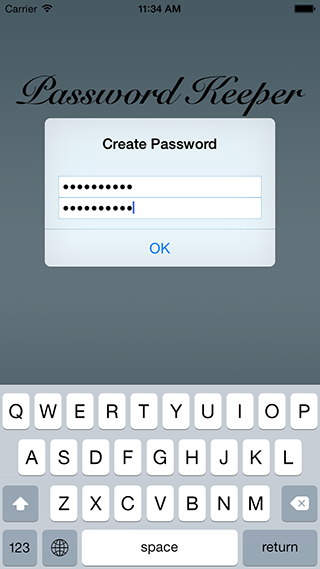 Carrier 11:34 AM
Password Keeper
Create Password
••••••••••
••••••••••
OK
Q W E R T Y U I O P
A S D F G H J K L
Z X C V B N M
123 space return